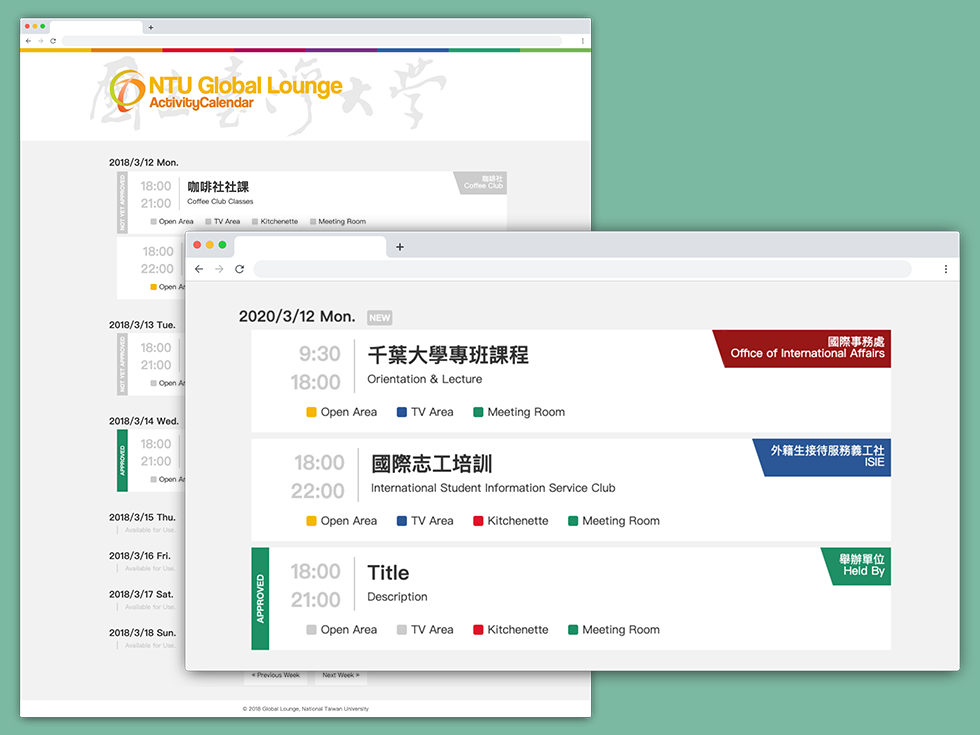 國立臺灣大學
NTU Global Lounge
ActivityCalendar
2018/3/12 Mon.
NOT YET APPROVED
18:00
21:00
咖啡社社課
Coffee Club Classes
咖啡社
Coffee Club
Open Area TV Area Kitchenette Meeting Room
18:00
22:00
Open A
2018/3/13 Tue.
NOT YET APPROVED
18:00
21:00
Open A
2018/3/14 Wed.
APPROVED
18:00
21:00
Open A
2018/3/15 Thu.
Available for Use.
2018/3/16 Fri.
Available for Use.
2018/3/17 Sat.
Available for Use.
2018/3/18 Sun.
Available for Use.
< Previous Week Next Week >
© 2018 Global Lounge, National Taiwan University
2020/3/12 Mon. NEW
9:30
18:00
千葉大學專班課程
Orientation & Lecture
國際事務處
Office of International Affairs
Open Area TV Area Meeting Room
18:00
22:00
國際志工培訓
International Student Information Service Club
外籍生接待服務義工社
ISIE
Open Area TV Area Kitchenette Meeting Room
APPROVED
18:00
21:00
Title
Description
舉辦單位
Held By
Open Area TV Area Kitchenette Meeting Room